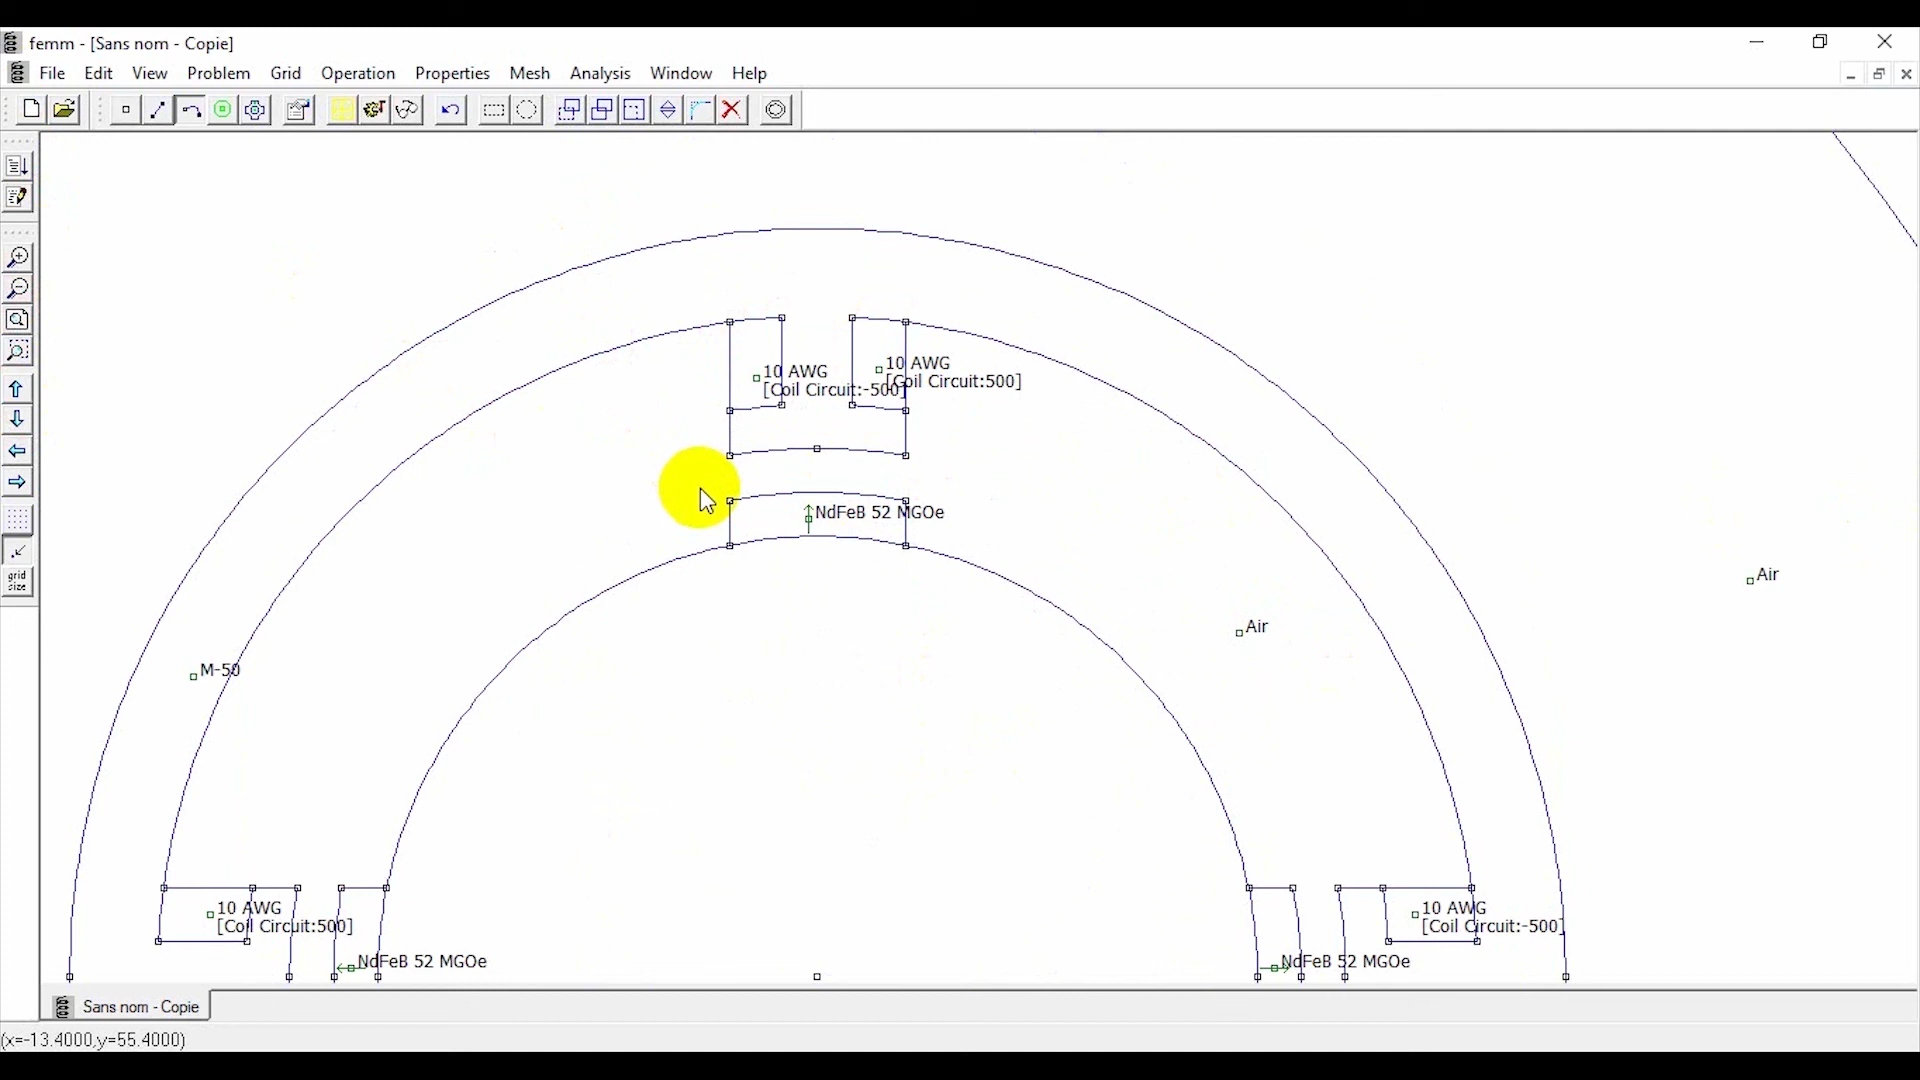 femm - [Sans nom - Copie]
File Edit View Problem Grid Operation Properties Mesh Analysis Window Help
10 AWG
[Coil Circuit:-500]
10 AWG
[Coil Circuit:500]
NdFeB 52 MGOe
Air
Air
M-50
10 AWG
[Coil Circuit:500]
NdFeB 52 MGOe
10 AWG
[Coil Circuit:-500]
NdFeB 52 MGOe
grid
size
Sans nom - Copie
(x=-13.4000,y=55.4000)